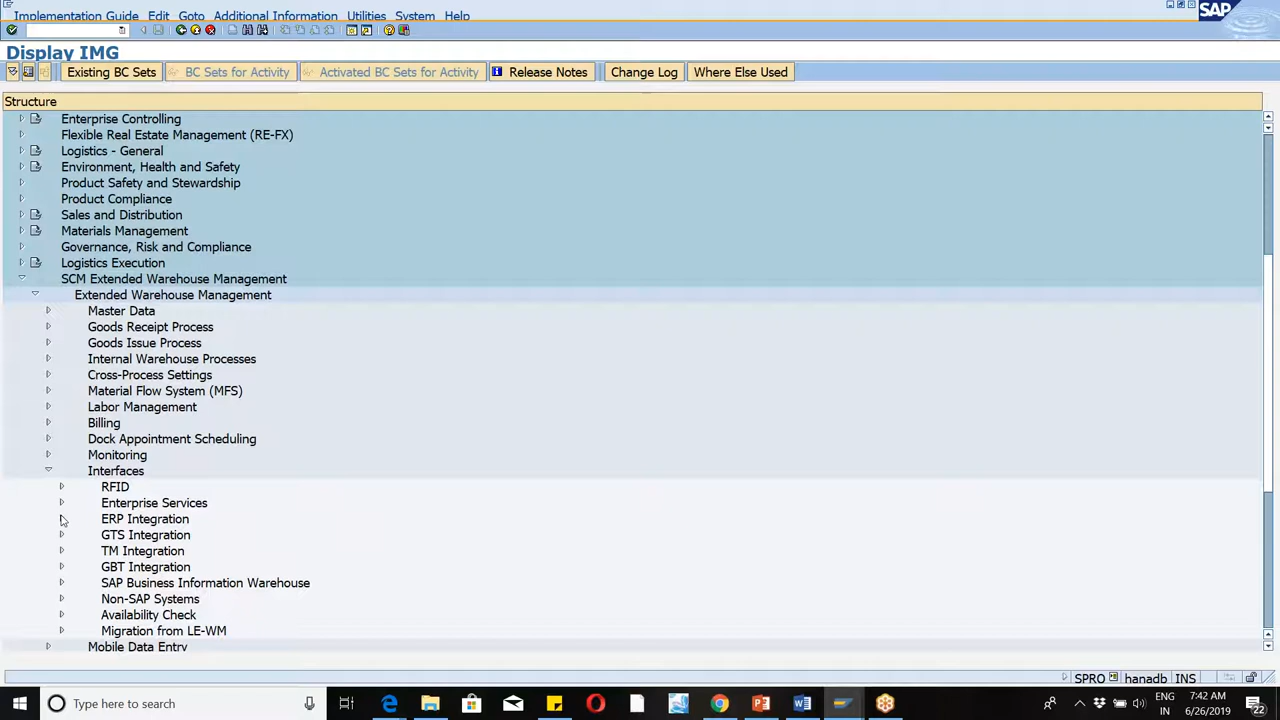 Implementation Guide Edit Goto Additional Information Utilities System Help
SAP
Display IMG
Existing BC Sets BC Sets for Activity Activated BC Sets for Activity Release Notes Change Log Where Else Used
Structure
Enterprise Controlling
Flexible Real Estate Management (RE-FX)
Logistics - General
Environment, Health and Safety
Product Safety and Stewardship
Product Compliance
Sales and Distribution
Materials Management
Governance, Risk and Compliance
Logistics Execution
SCM Extended Warehouse Management
Extended Warehouse Management
Master Data
Goods Receipt Process
Goods Issue Process
Internal Warehouse Processes
Cross-Process Settings
Material Flow System (MFS)
Labor Management
Billing
Dock Appointment Scheduling
Monitoring
Interfaces
RFID
Enterprise Services
ERP Integration
GTS Integration
TM Integration
GBT Integration
SAP Business Information Warehouse
Non-SAP Systems
Availability Check
Migration from LE-WM
Mobile Data Entry
SPRO hanadb INS
Type here to search
ENG 7:42 AM
IN 6/26/2019 22